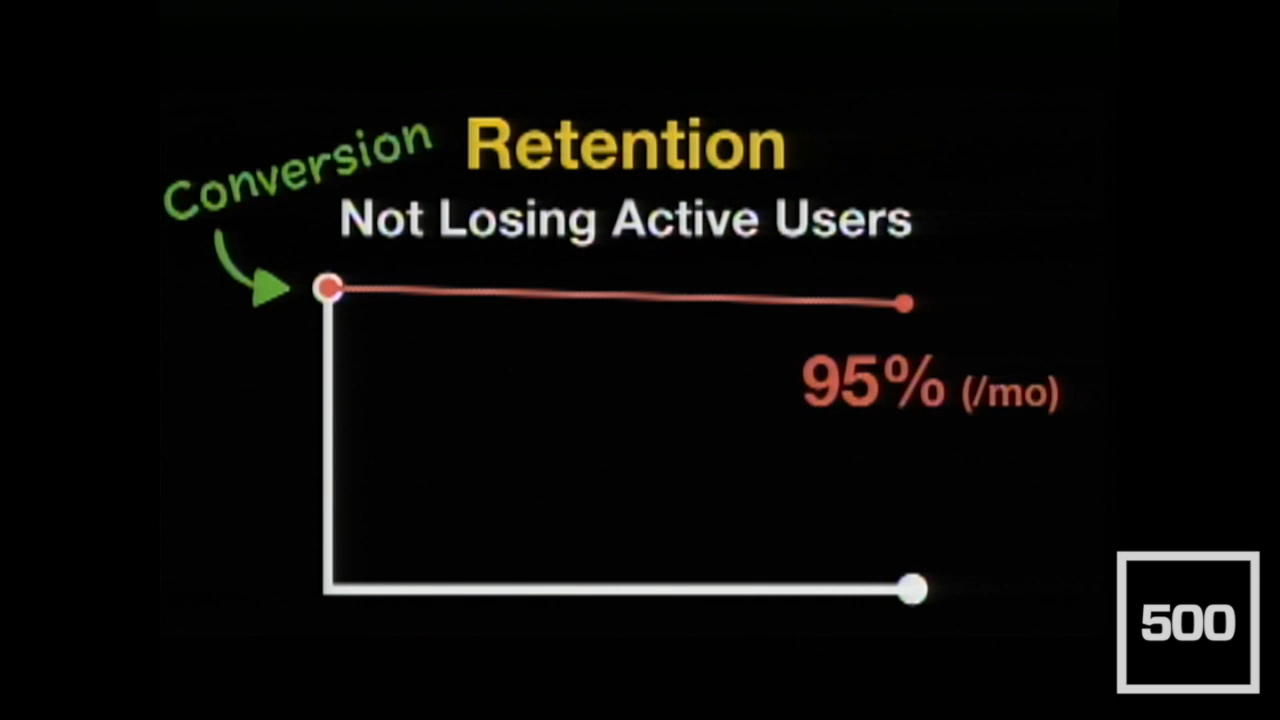 Conversion
Retention
Not Losing Active Users
95% (/mo)
500